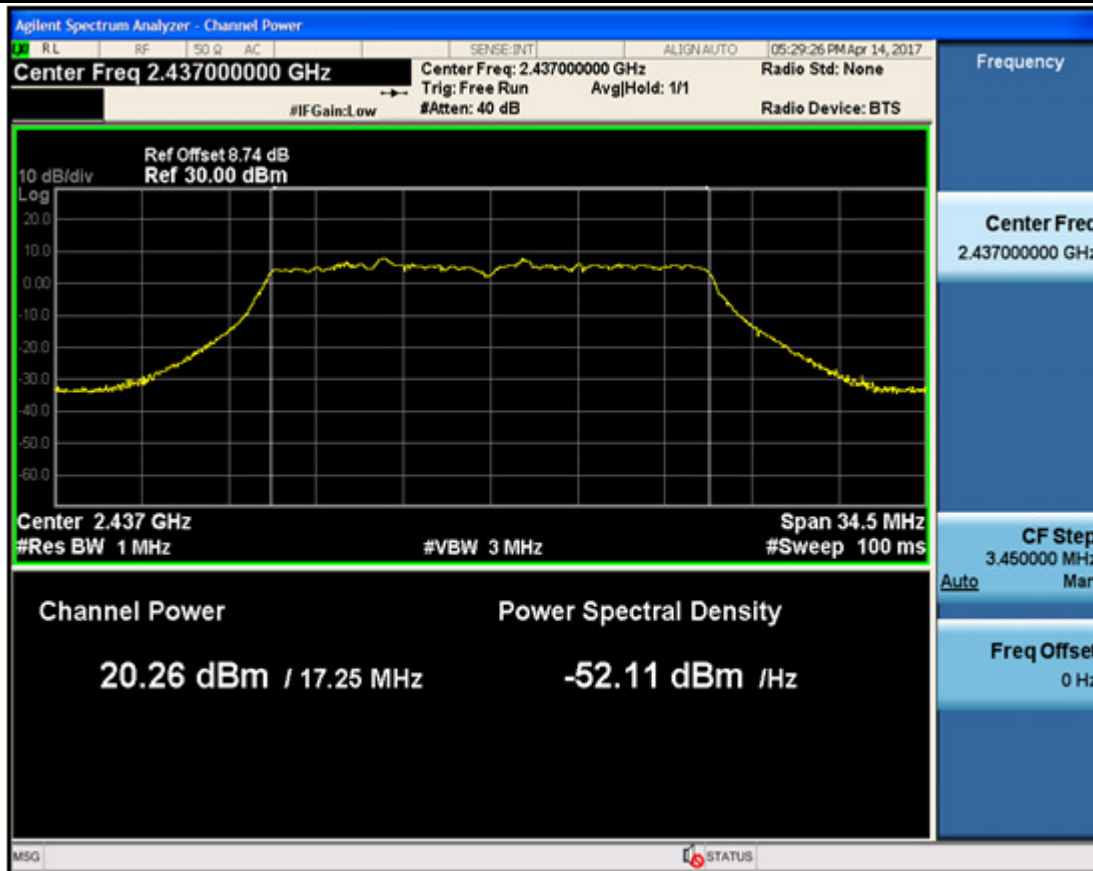 Agilent Spectrum Analyzer - Channel Power
LXI RL RF 50 Ω AC SENSE:INT ALIGN AUTO 05:29:26 PM Apr 14, 2017
Center Freq 2.437000000 GHz
#IFGain:Low
Center Freq: 2.437000000 GHz
Trig: Free Run Avg|Hold: 1/1
#Atten: 40 dB
Radio Std: None
Radio Device: BTS
Ref Offset 8.74 dB
10 dB/div Ref 30.00 dBm
Log
20.0
10.0
0.00
-10.0
-20.0
-30.0
-40.0
-50.0
-60.0
Center 2.437 GHz Span 34.5 MHz
#Res BW 1 MHz #VBW 3 MHz #Sweep 100 ms
Channel Power Power Spectral Density
20.26 dBm / 17.25 MHz -52.11 dBm /Hz
MSG STATUS
Frequency
Center Freq
2.437000000 GHz
CF Step
3.450000 MHz
Auto Man
Freq Offset
0 Hz